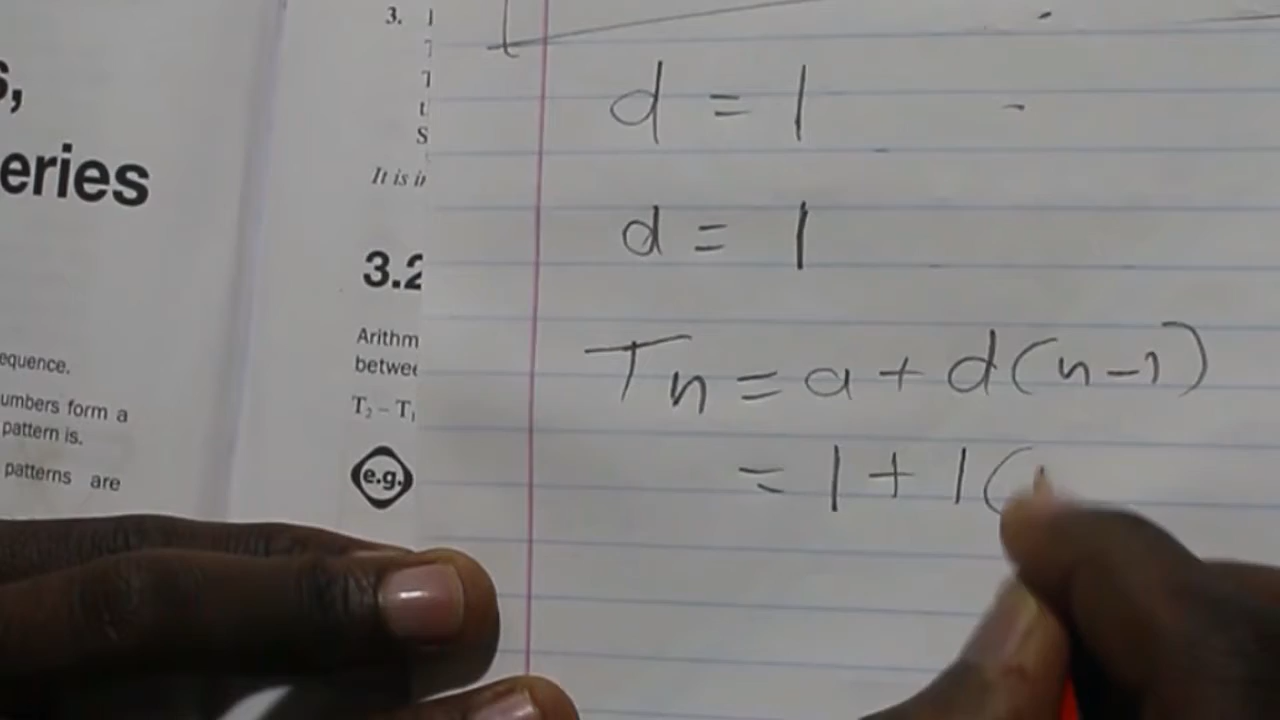 s,
eries
equence.
umbers form a
pattern is.
patterns are
3.
It is
3.2
Arithm
betwee
T₂ – T₁
e.g.
d = 1
d = 1
Tn = a + d(n-1)
= 1 + 1(